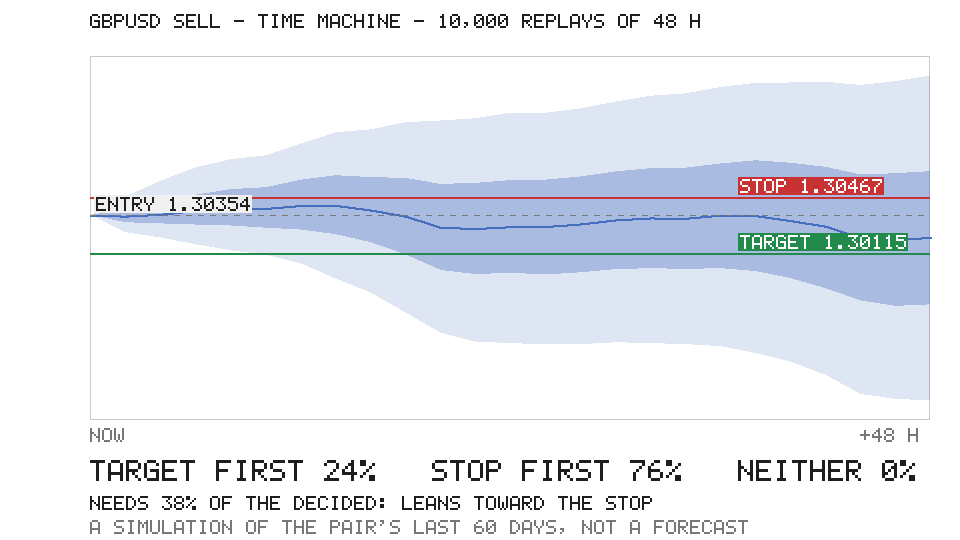 GBPUSD SELL – TIME MACHINE – 10,000 REPLAYS OF 48 H
STOP 1.30467
ENTRY 1.30354
TARGET 1.30115
NOW +48 H
TARGET FIRST 24% STOP FIRST 76% NEITHER 0%
NEEDS 38% OF THE DECIDED: LEANS TOWARD THE STOP
A SIMULATION OF THE PAIR'S LAST 60 DAYS, NOT A FORECAST